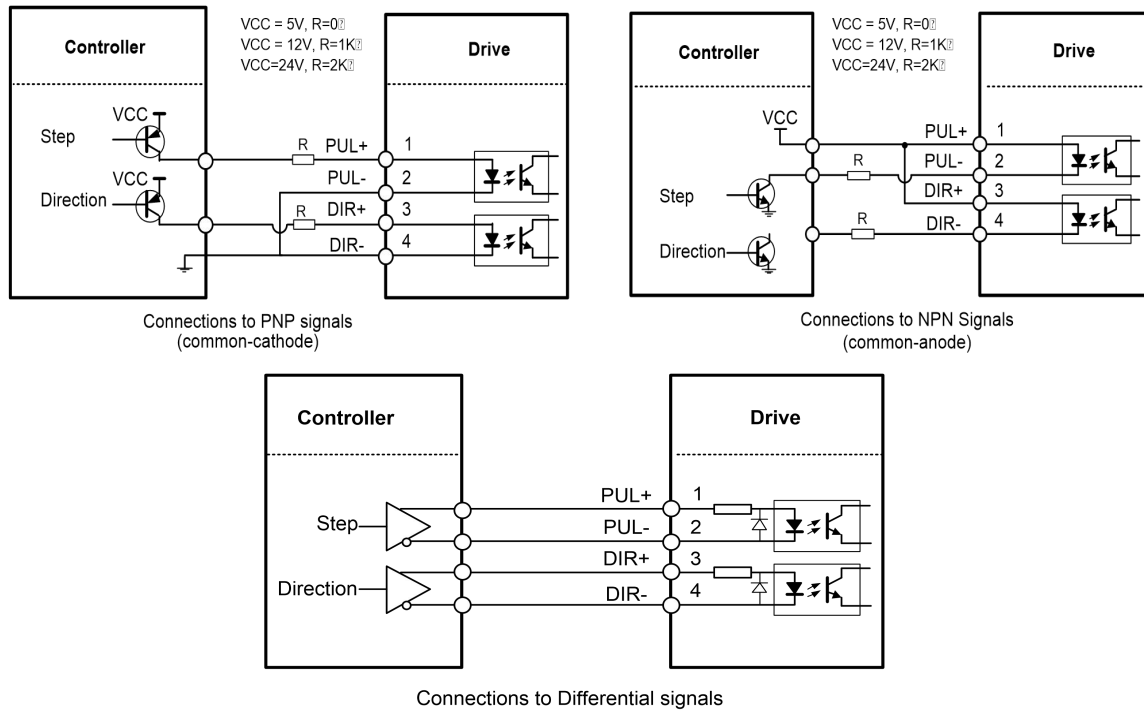 Controller
VCC = 5V, R=0
VCC = 12V, R=1K
VCC=24V, R=2K
Drive
VCC
Step
R
PUL+
1
PUL-
2
VCC
Direction
R
DIR+
3
DIR-
4
Connections to PNP signals
(common-cathode)
Controller
VCC = 5V, R=0
VCC = 12V, R=1K
VCC=24V, R=2K
Drive
VCC
PUL+
1
R
PUL-
2
Step
DIR+
3
R
DIR-
4
Direction
Connections to NPN Signals
(common-anode)
Controller
Drive
PUL+
1
Step
PUL-
2
DIR+
3
Direction
DIR-
4
Connections to Differential signals